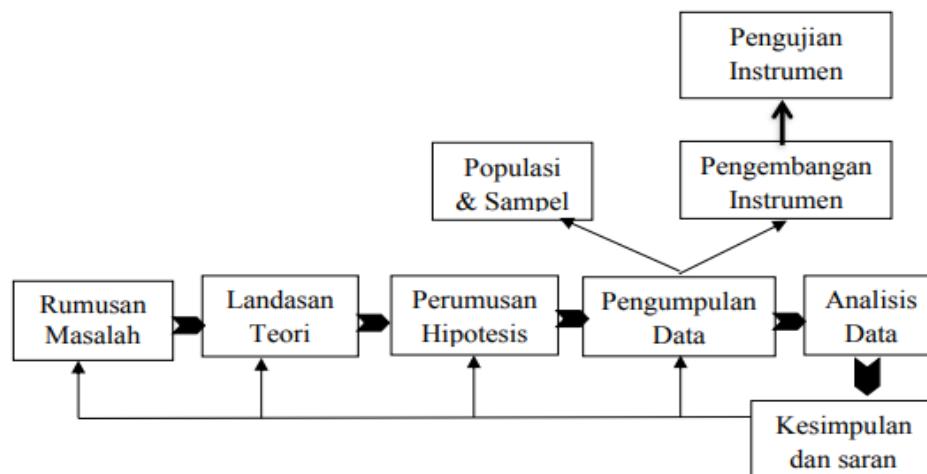 Pengujian
Instrumen
Populasi
& Sampel
Pengembangan
Instrumen
Rumusan
Masalah
Landasan
Teori
Perumusan
Hipotesis
Pengumpulan
Data
Analisis
Data
Kesimpulan
dan saran